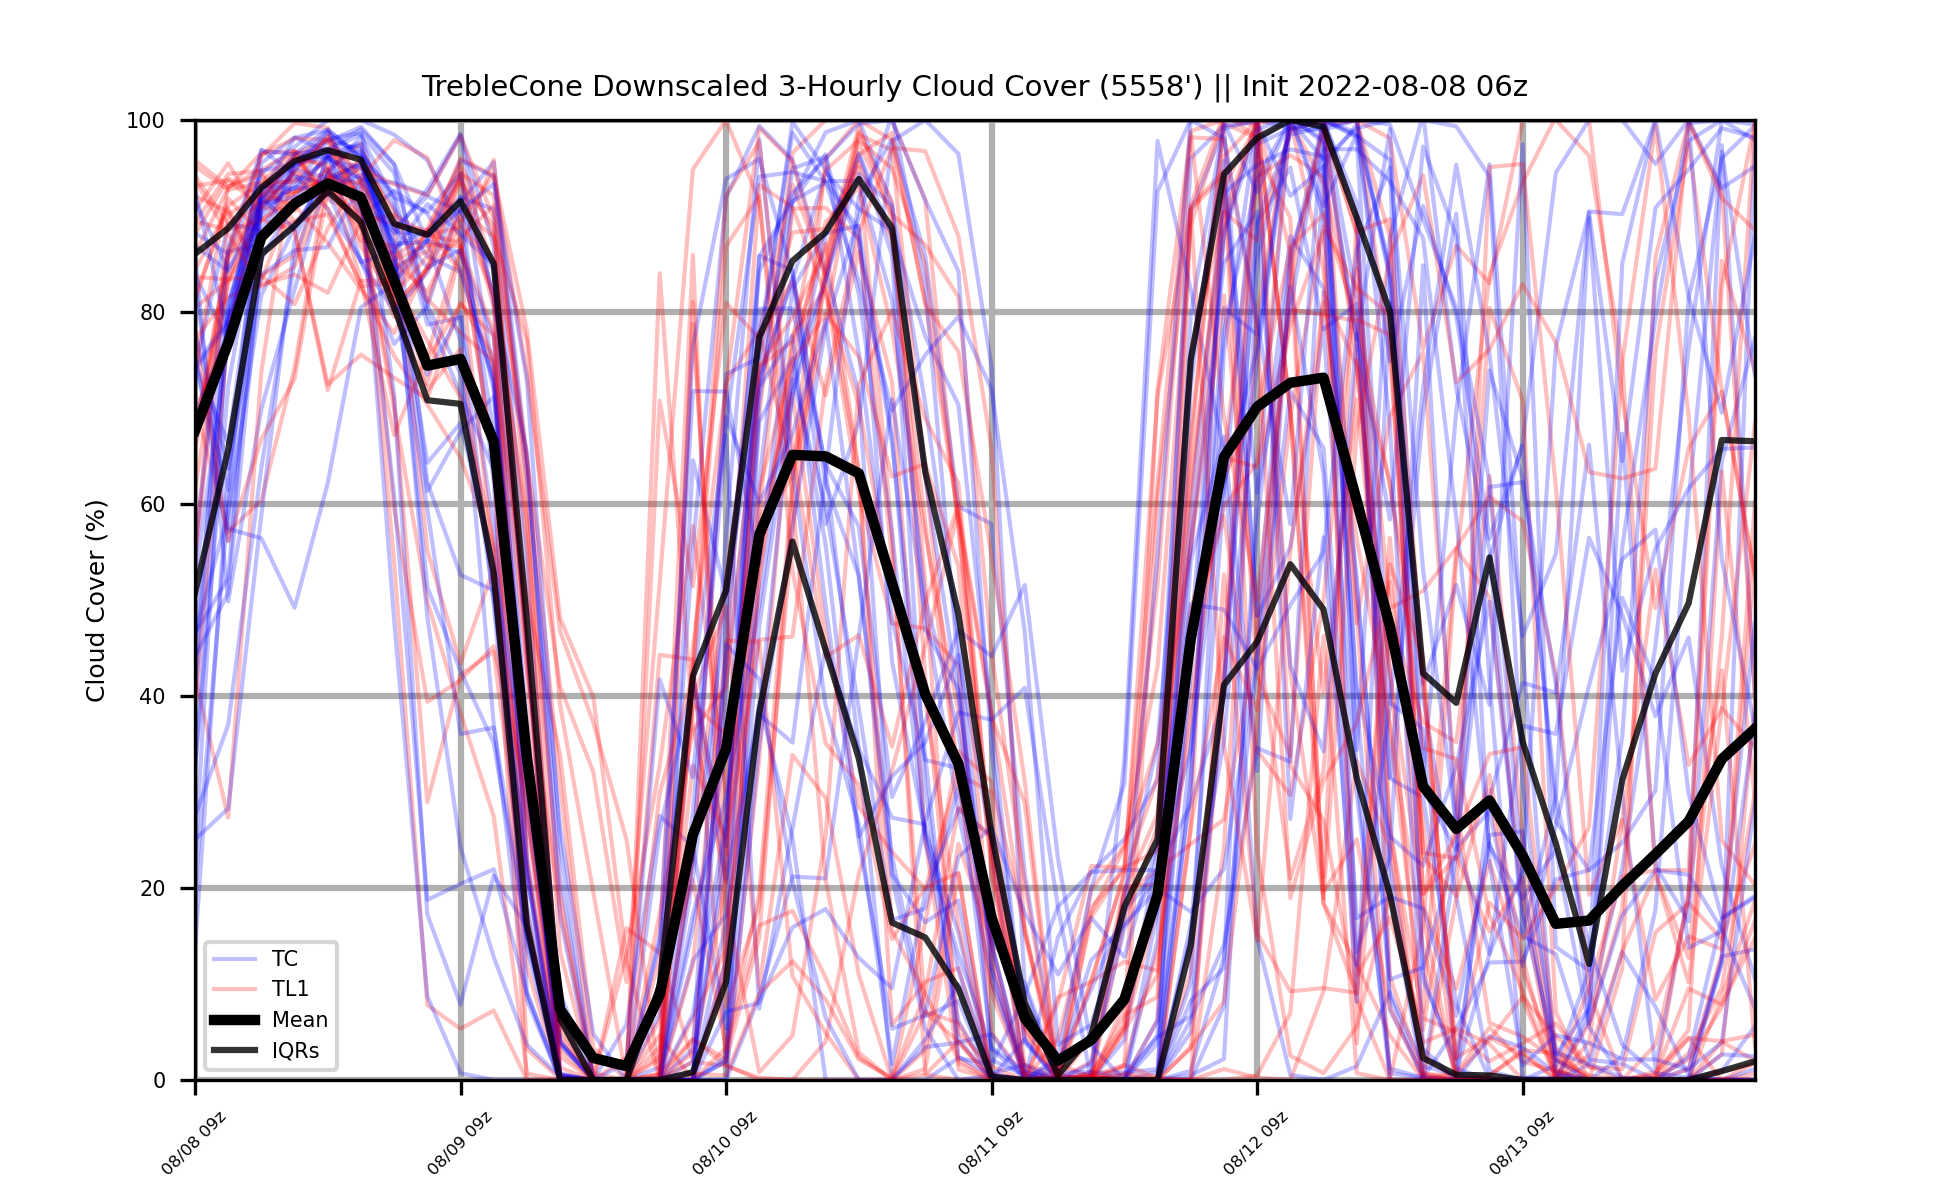 TrebleCone Downscaled 3-Hourly Cloud Cover (5558') || Init 2022-08-08 06z
Cloud Cover (%)
100
80
60
40
20
0
TC
TL1
Mean
IQRs
08/08 09z
08/09 09z
08/10 09z
08/11 09z
08/12 09z
08/13 09z